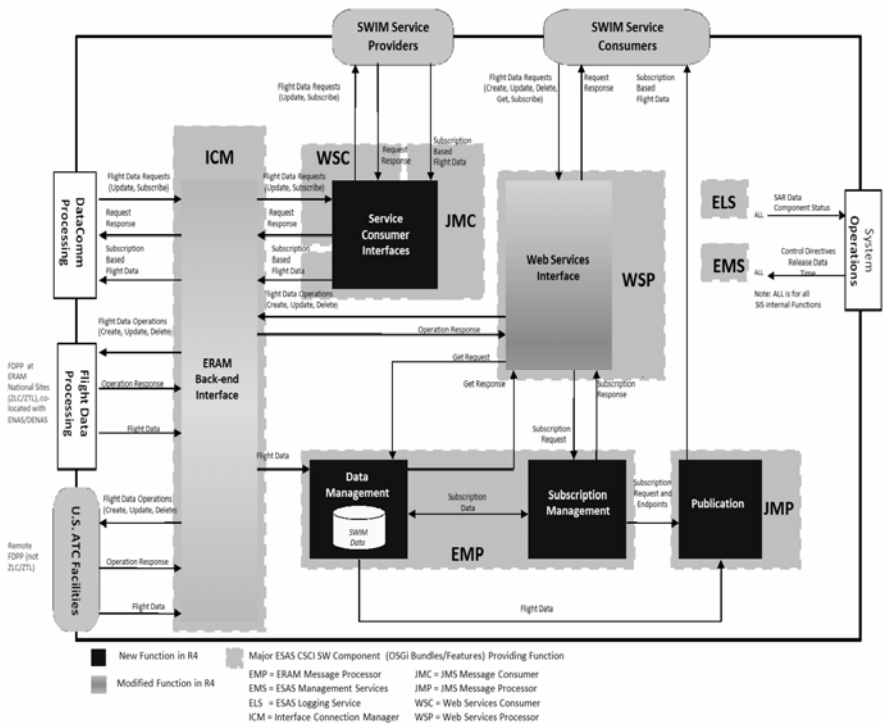 SWIM Service
Providers
SWIM Service
Consumers
Flight Data Requests
(Update, Subscribe)
Request
Response
Subscription
Based
Flight Data
Flight Data Requests
(Create, Update, Delete,
Get, Subscribe)
Request
Response
Subscription
Based
Flight Data
ICM
WSC
JMC
WSP
DataComm
Processing
Flight Data Requests
(Update, Subscribe)
Request
Response
Subscription
Based
Flight Data
Flight Data Requests
(Update, Subscribe)
Request
Response
Subscription
Based
Flight Data
Service
Consumer
Interfaces
Web Services
Interface
ELS
ALL
SAR Data
Component Status
EMS
ALL
Control Directives
Release Data
Time
Note: ALL is for all
SIS internal Functions
System
Operations
Flight Data Operations
(Create, Update, Delete)
Operation Response
Get Request
Get Response
Subscription
Request
Subscription
Response
FDPP at
ERAM
National Sites
(ZLC/ZTL), co-
located with
ENAS/DENAS
Flight Data
Processing
Flight Data Operations
(Create, Update, Delete)
Operation Response
Flight Data
ERAM
Back-end
Interface
Flight Data
Data
Management
SWIM
Data
Subscription
Data
Subscription
Management
Subscription
Request and
Endpoints
Publication
JMP
EMP
Flight Data
Remote
FDPP (not
ZLC/ZTL)
U.S. ATC Facilities
Flight Data Operations
(Create, Update, Delete)
Operation Response
Flight Data
New Function in R4
Modified Function in R4
Major ESAS CSCI SW Component (OSGi Bundles/Features) Providing Function
EMP = ERAM Message Processor
EMS = ESAS Management Services
ELS = ESAS Logging Service
ICM = Interface Connection Manager
JMC = JMS Message Consumer
JMP = JMS Message Processor
WSC = Web Services Consumer
WSP = Web Services Processor